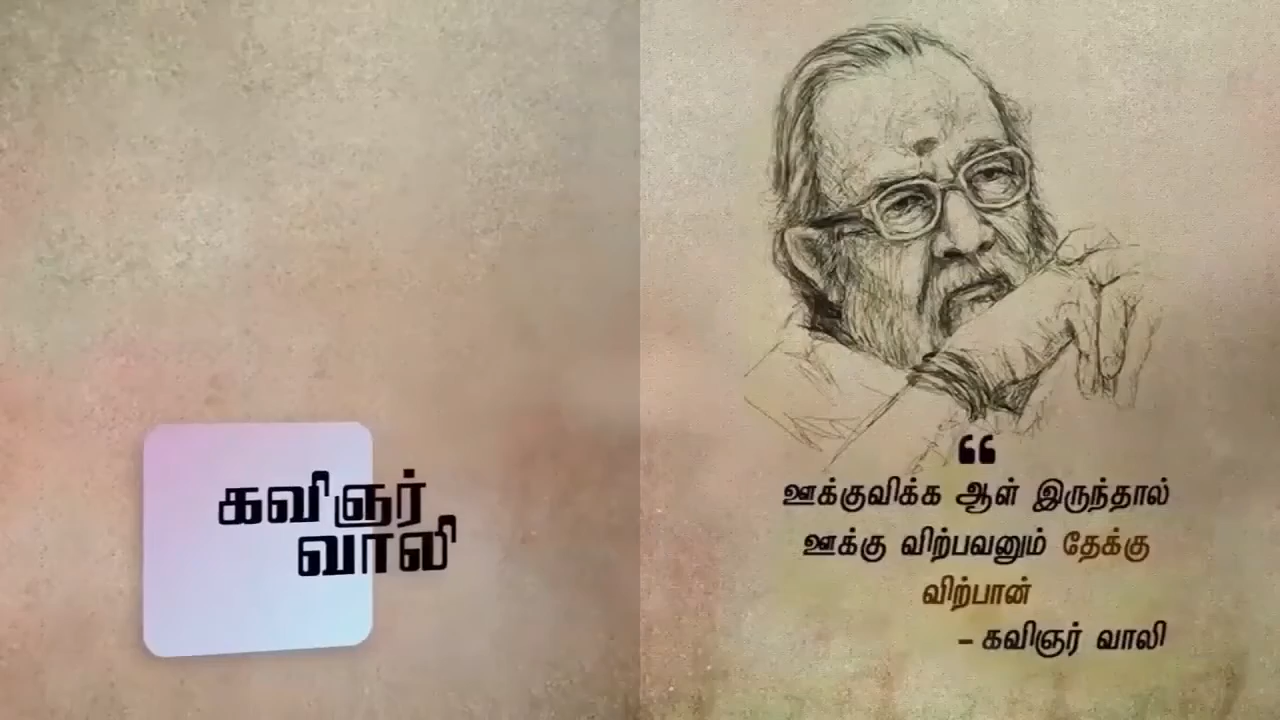 கவிஞர்
வாலி
❝
ஊக்குவிக்க ஆள் இருந்தால்
ஊக்கு விற்பவனும் தேக்கு
விற்பான்
– கவிஞர் வாலி